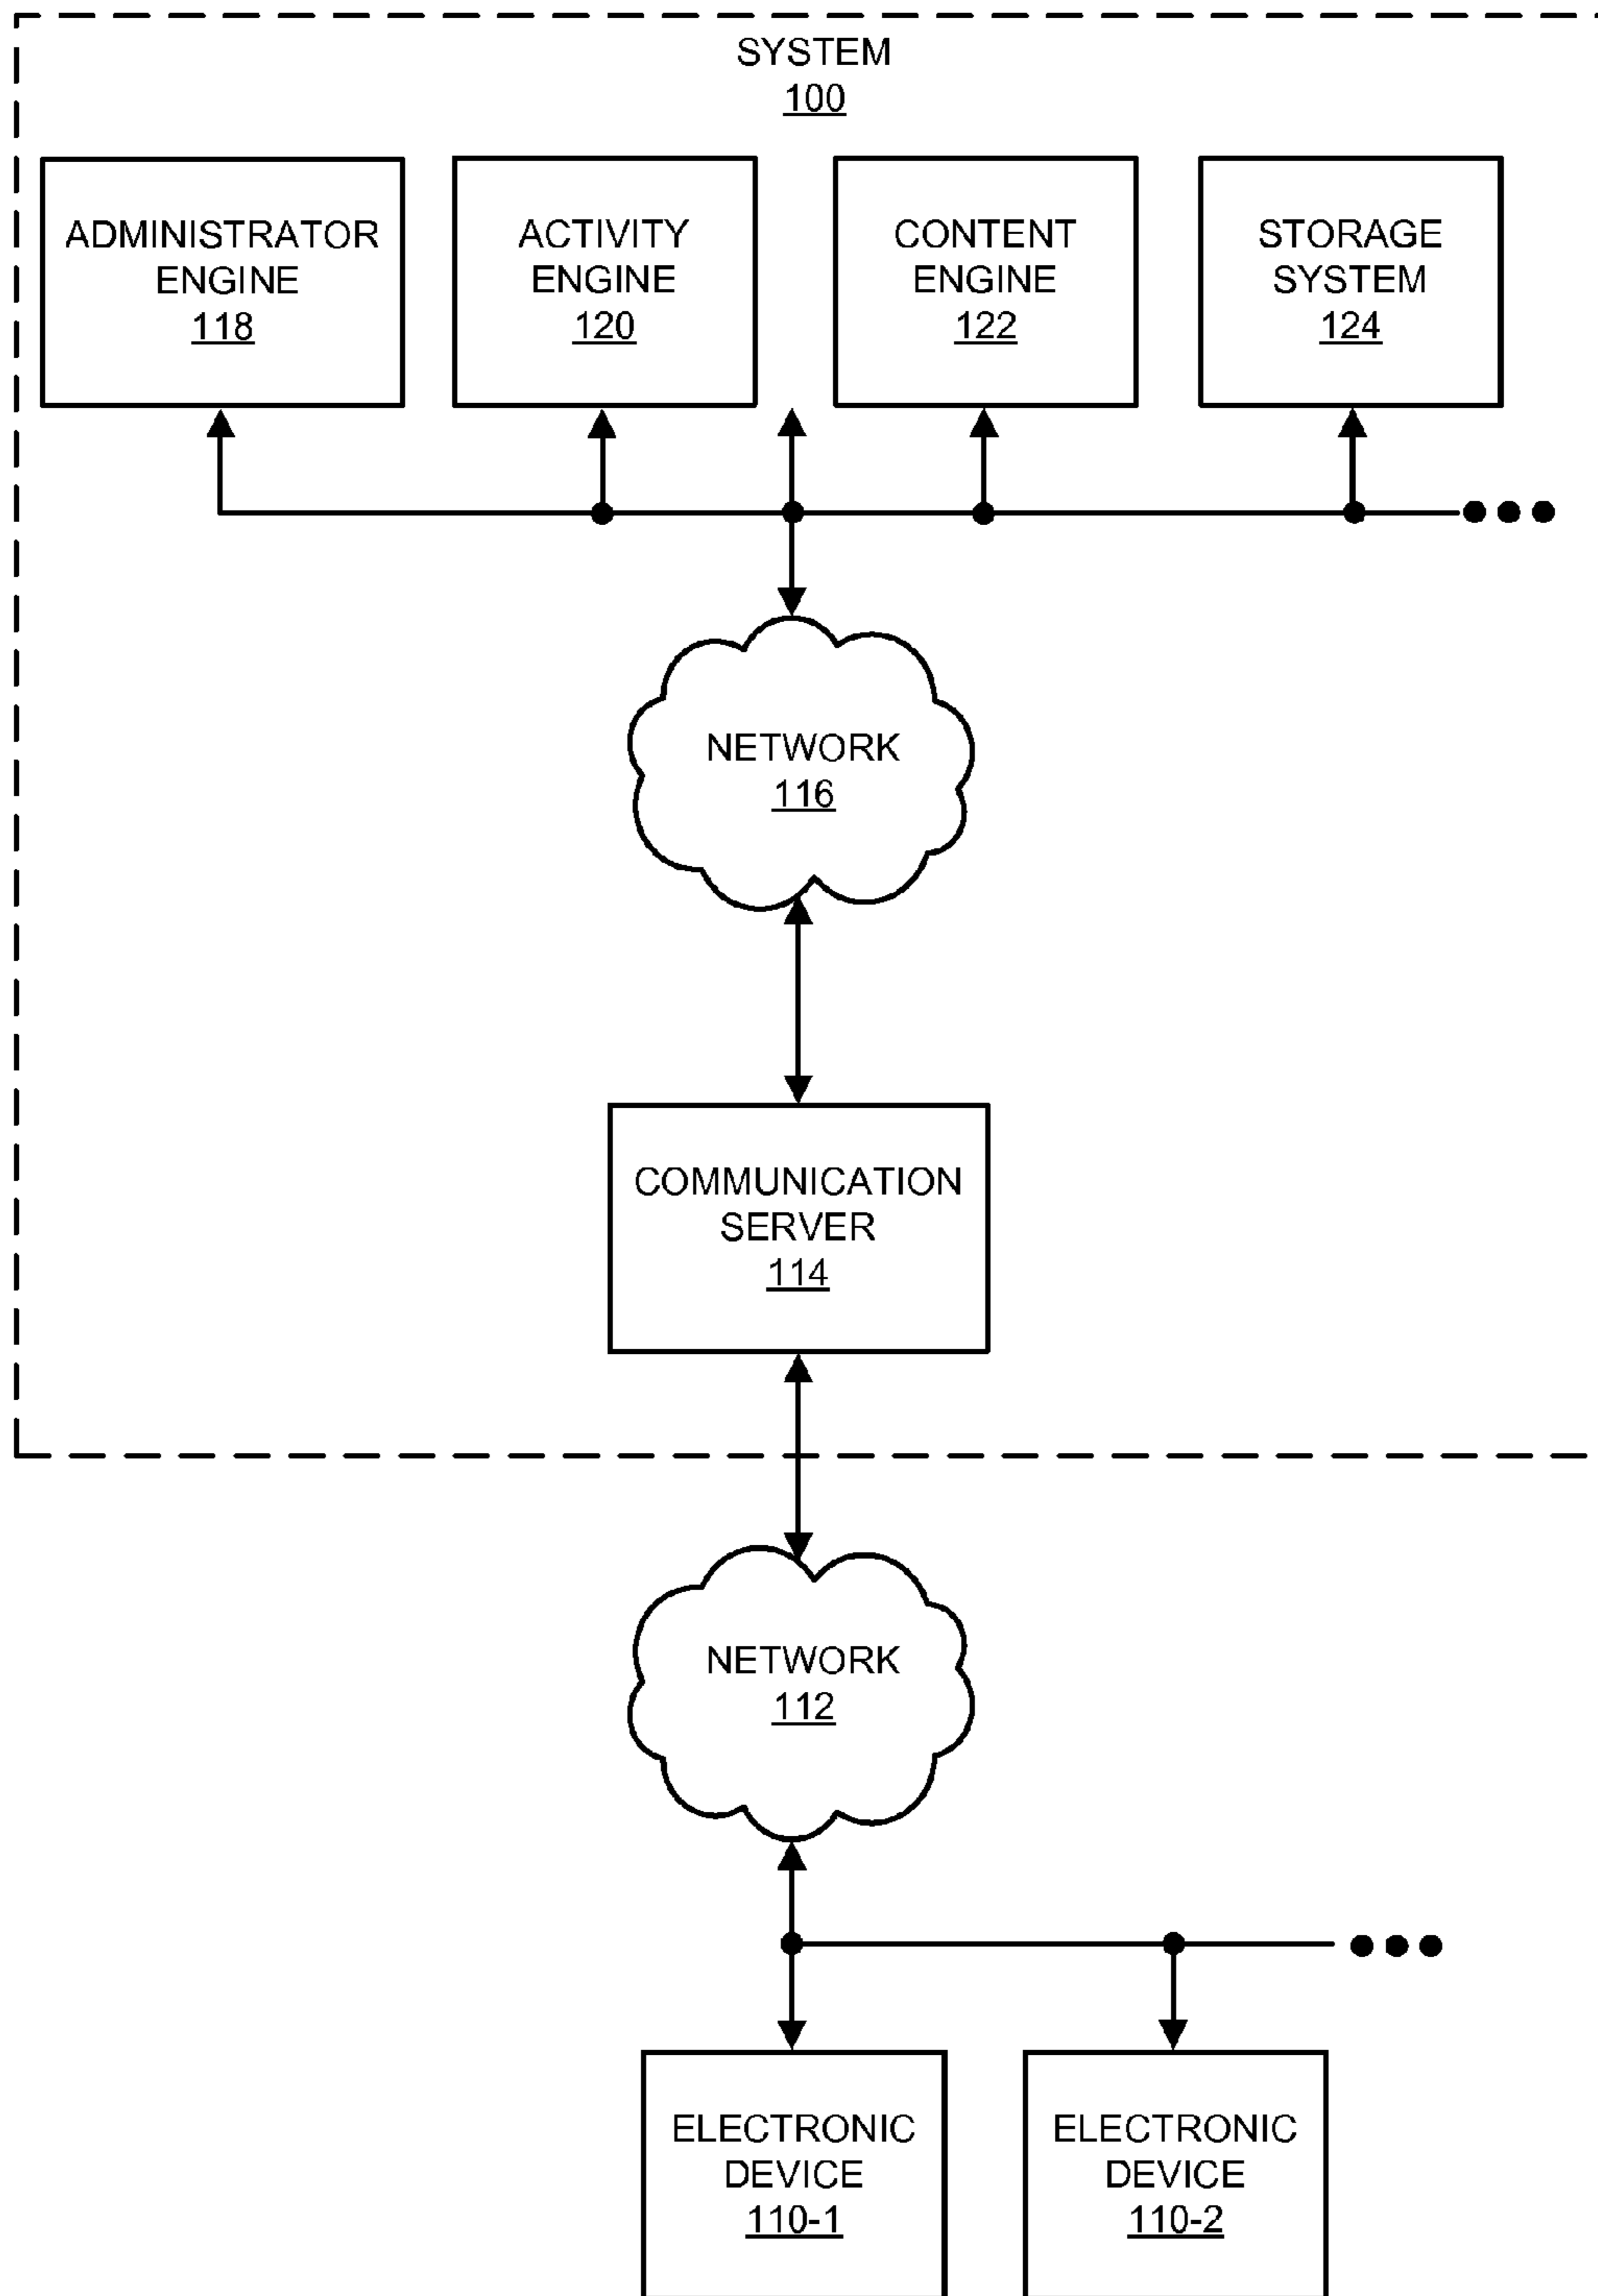 SYSTEM
100
ADMINISTRATOR
ENGINE
118
ACTIVITY
ENGINE
120
CONTENT
ENGINE
122
STORAGE
SYSTEM
124
NETWORK
116
COMMUNICATION
SERVER
114
NETWORK
112
ELECTRONIC
DEVICE
110-1
ELECTRONIC
DEVICE
110-2